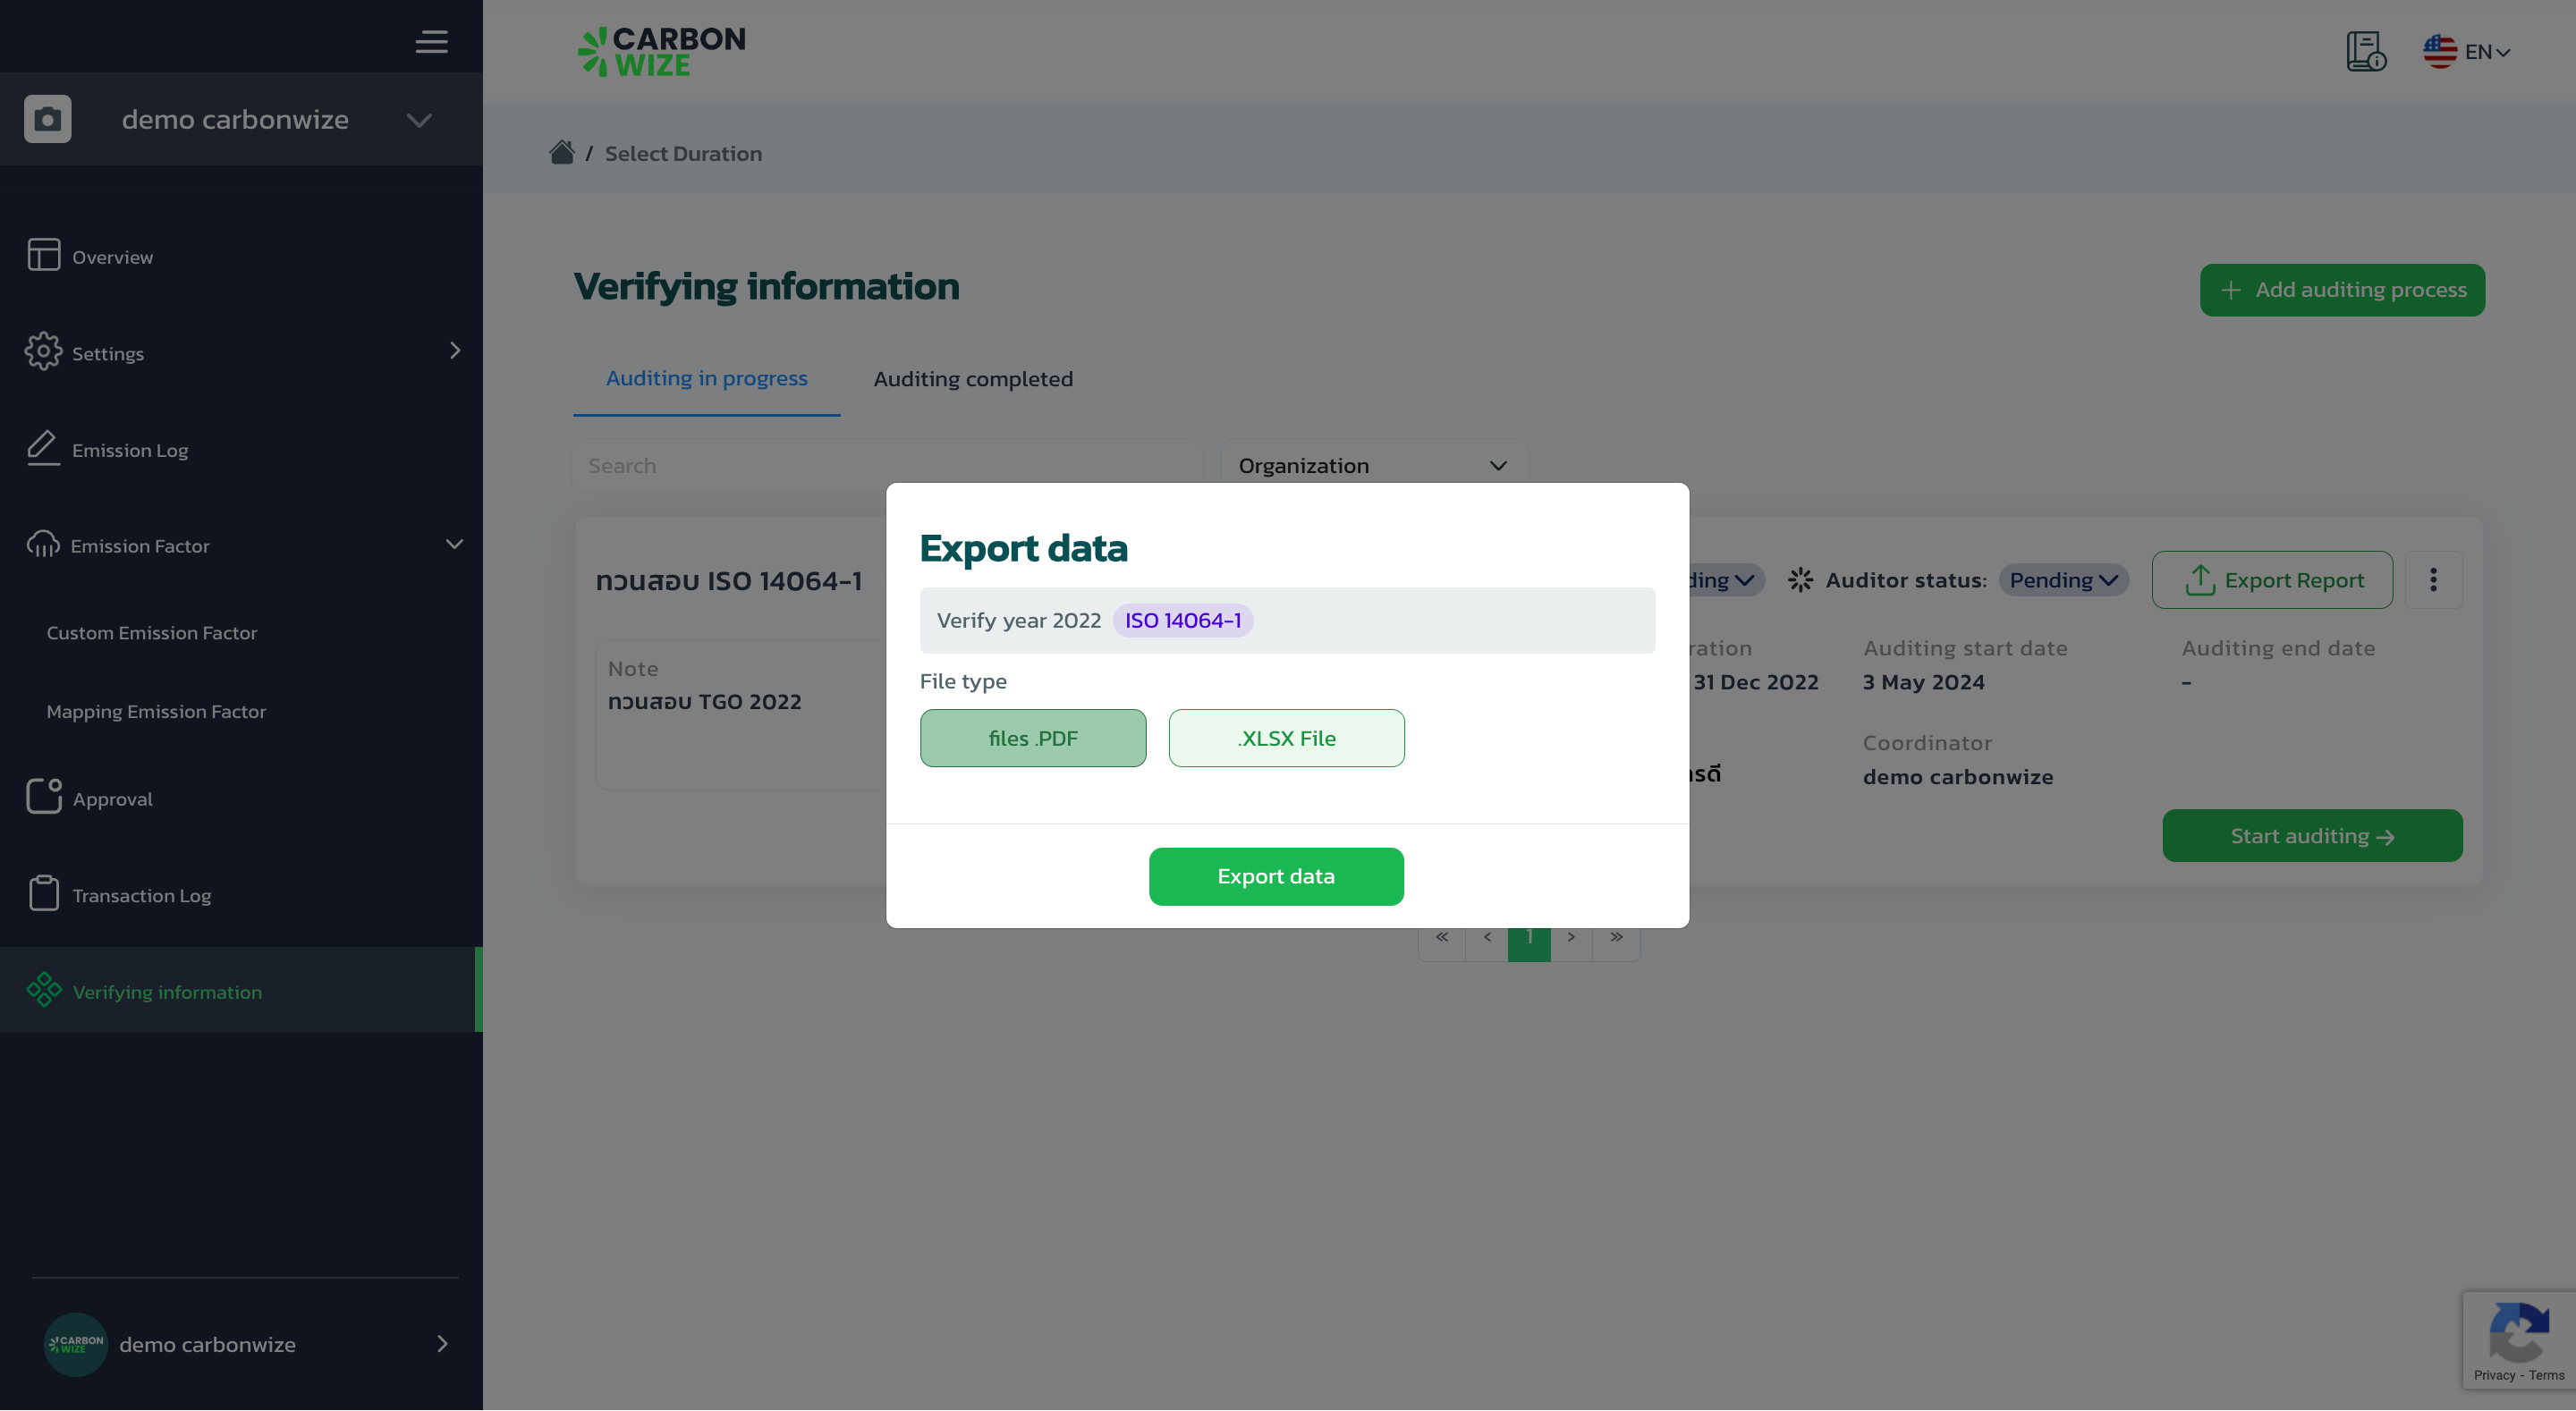 demo carbonwize
Overview
Settings
Emission Log
Emission Factor
Custom Emission Factor
Mapping Emission Factor
Approval
Transaction Log
Verifying information
CARBON
WIZE
demo carbonwize
CARBON
WIZE
EN
/ Select Duration
Verifying information
+ Add auditing process
Auditing in progress
Auditing completed
Search
Organization
ทวนสอบ ISO 14064-1
Auditor status: Pending
Export Report
Note
ทวนสอบ TGO 2022
31 Dec 2022
Auditing start date
3 May 2024
Auditing end date
-
Coordinator
demo carbonwize
Start auditing →
Export data
Verify year 2022 ISO 14064-1
File type
files .PDF
.XLSX File
Export data
« < 1 > »
Privacy - Terms